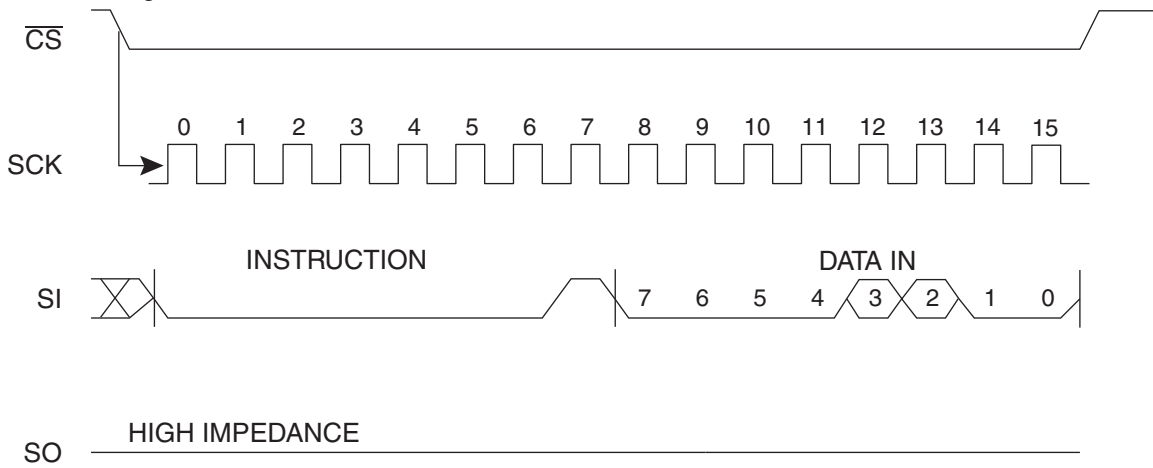 CS
0 1 2 3 4 5 6 7 8 9 10 11 12 13 14 15
SCK
INSTRUCTION DATA IN
SI 7 6 5 4 3 2 1 0
HIGH IMPEDANCE
SO